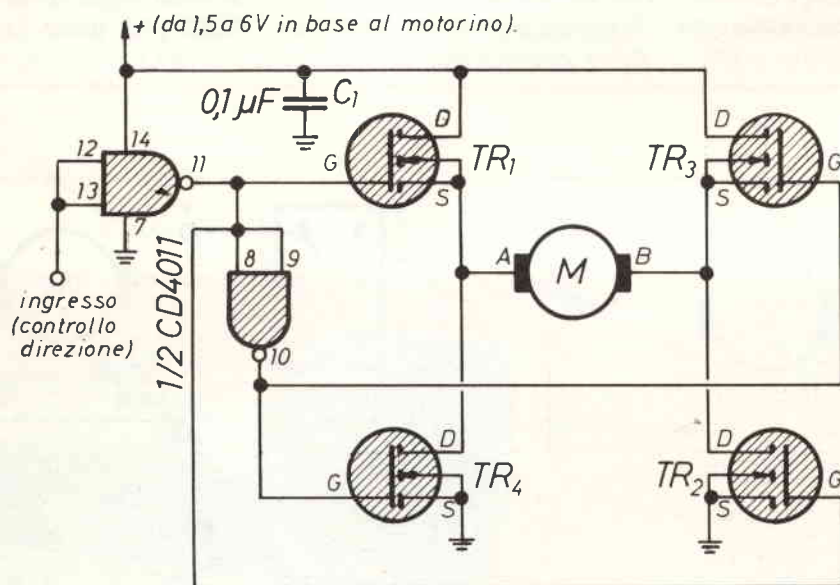 + (da 1,5 a 6V in base al motorino).
0,1 µF
C1
D
D
14
12
11
G
TR1
TR3
G
13
S
S
7
8
9
A
M
B
ingresso
(controllo
direzione)
1/2 CD4011
10
D
D
G
TR4
TR2
G
S
S